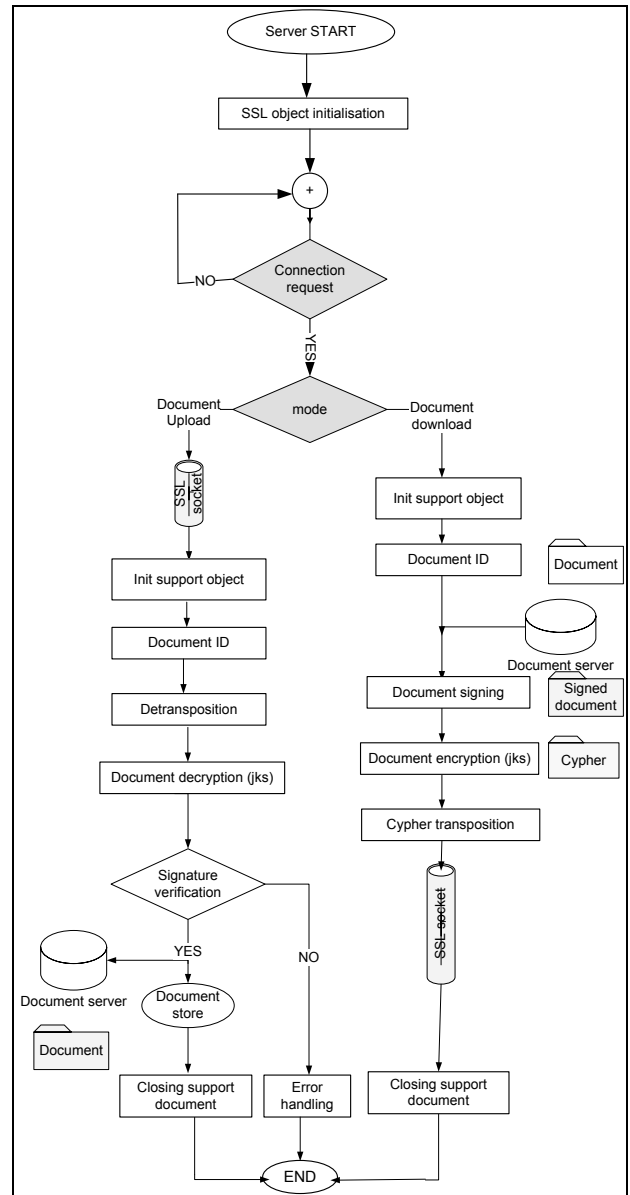 Server START
SSL object initialisation
+
Connection
request
NO
YES
mode
Document
Upload
Document
download
SSL
socket
Init support object
Document ID
Detransposition
Document decryption (jks)
Signature
verification
YES
NO
Document server
Document
Document
store
Closing support
document
Error
handling
Init support object
Document ID
Document
Document server
Document signing
Signed
document
Document encryption (jks)
Cypher
Cypher transposition
SSL socket
Closing support
document
END